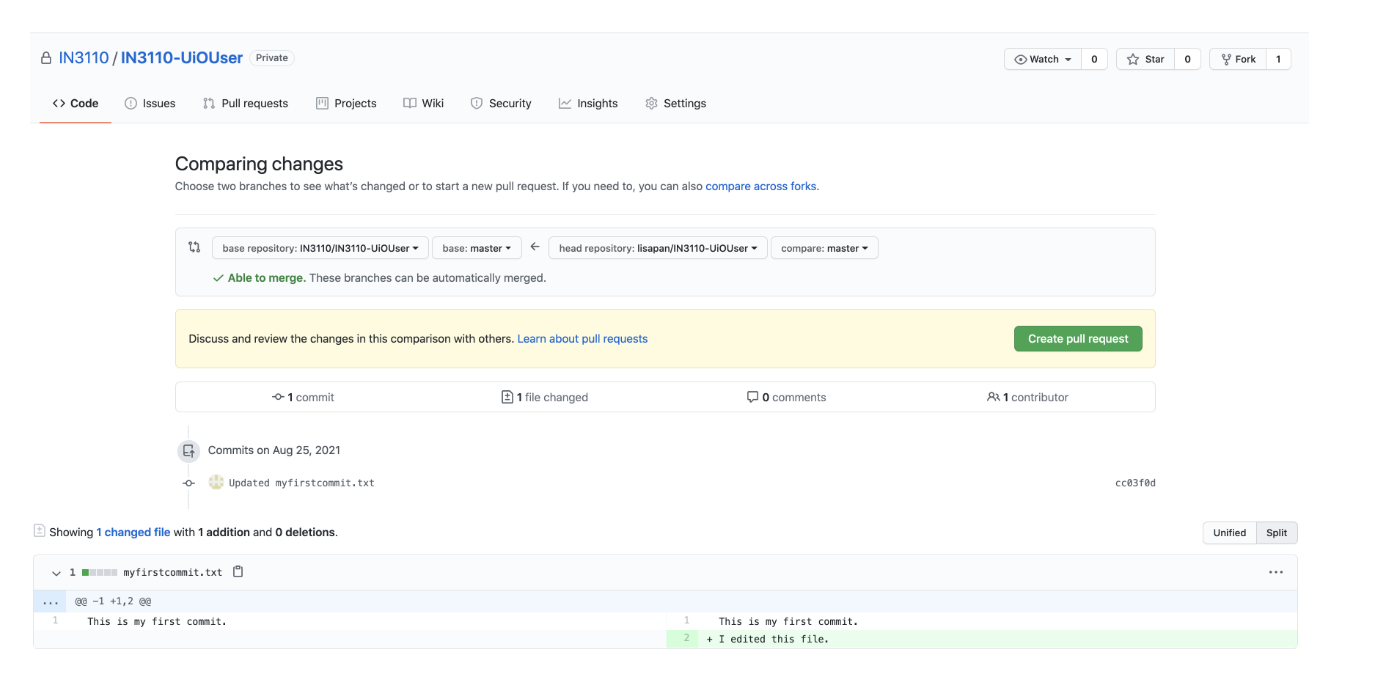 IN3110 / IN3110-UiOUser Private Watch 0 Star 0 Fork 1
Code Issues Pull requests Projects Wiki Security Insights Settings
Comparing changes
Choose two branches to see what's changed or to start a new pull request. If you need to, you can also compare across forks.
base repository: IN3110/IN3110-UiOUser base: master ← head repository: lisapan/IN3110-UiOUser compare: master
Able to merge. These branches can be automatically merged.
Discuss and review the changes in this comparison with others. Learn about pull requests Create pull request
1 commit 1 file changed 0 comments 1 contributor
Commits on Aug 25, 2021
Updated myfirstcommit.txt cc03f0d
Showing 1 changed file with 1 addition and 0 deletions. Unified Split
1 myfirstcommit.txt ...
... @@ -1 +1,2 @@
1 This is my first commit. 1 This is my first commit.
2 + I edited this file.